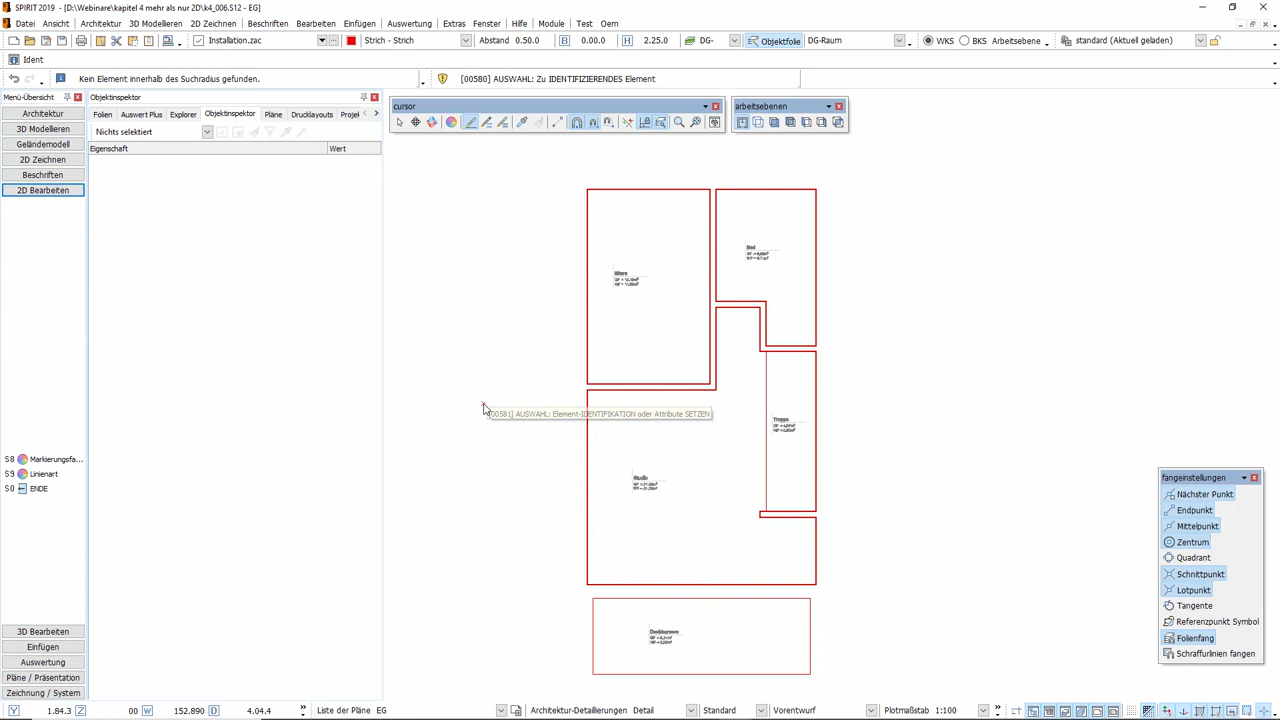 SPIRIT 2019 - [D:\Webinare\kapitel 4 mehr als nur 2D\k4_006.S12 - EG]
Datei Ansicht Architektur 3D Modellieren 2D Zeichnen Beschriften Bearbeiten Einfügen Auswertung Extras Fenster Hilfe Module Test Oem
Installation.zac Strich - Strich Abstand 0.50.0 B 0.00.0 H 2.25.0 DG- Objektfolie DG-Raum WKS BKS Arbeitsebene standard (Aktuell geladen)
Ident
Kein Element innerhalb des Suchradius gefunden. [00580] AUSWAHL: Zu IDENTIFIZIERENDES Element
Menü-Übersicht
Architektur
3D Modellieren
Geländemodell
2D Zeichnen
Beschriften
2D Bearbeiten
S8 Markierungsfa...
S9 Linienart
S0 ENDE
3D Bearbeiten
Einfügen
Auswertung
Pläne / Präsentation
Zeichnung / System
Objektinspektor
Folien Auswert Plus Explorer Objektinspektor Pläne Drucklayouts Projek
Nichts selektiert
Eigenschaft Wert
cursor
arbeitsebenen
Bad
[00581] AUSWAHL: Element-IDENTIFIKATION oder Attribute SETZEN
Treppe
Studio
fangeinstellungen
Nächster Punkt
Endpunkt
Mittelpunkt
Zentrum
Quadrant
Schnittpunkt
Lotpunkt
Tangente
Referenzpunkt Symbol
Folienfang
Schraffurlinien fangen
Y 1.84.3 Z 00 W 152.890 D 4.04.4 Liste der Pläne EG Architektur-Detaillierungen Detail Standard Vorentwurf Plotmaßstab 1:100